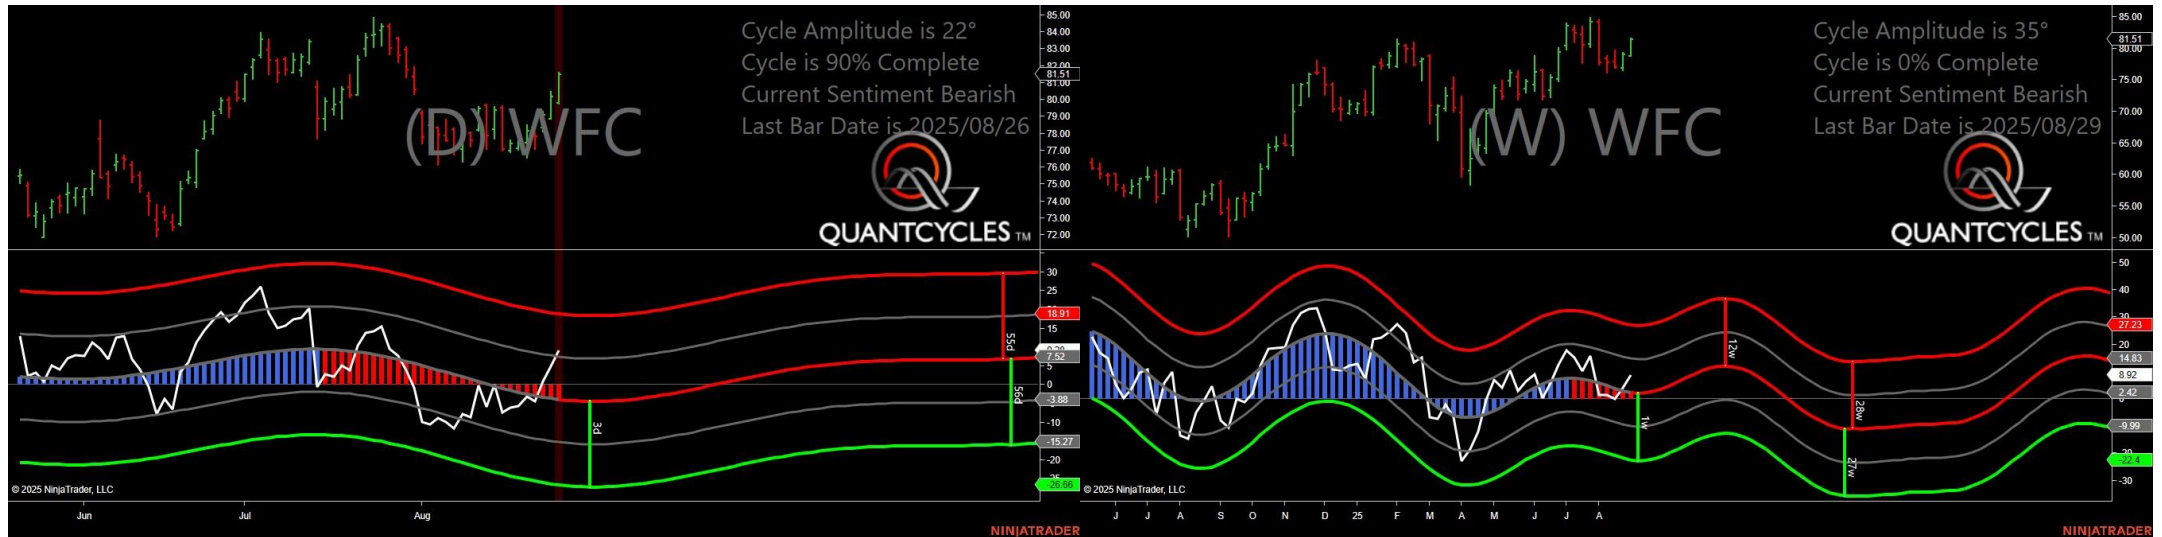 Cycle Amplitude is 22°
Cycle is 90% Complete
Current Sentiment Bearish
Last Bar Date is 2025/08/26
(D) WFC
QUANTCYCLES TM
85.00
84.00
83.00
82.00
81.51
81.00
80.00
79.00
78.00
77.00
76.00
75.00
74.00
73.00
72.00
30
25
18.91
15
7.52
5
0
-3.88
-10
-15.27
-20
-26.66
55d
56d
3d
© 2025 NinjaTrader, LLC
Jun
Jul
Aug
NINJATRADER
Cycle Amplitude is 35°
Cycle is 0% Complete
Current Sentiment Bearish
Last Bar Date is 2025/08/29
(W) WFC
QUANTCYCLES TM
85.00
81.51
80.00
75.00
70.00
65.00
60.00
55.00
50.00
50
40
27.23
20
14.83
8.92
2.42
-9.99
-22.4
-30
12w
28w
1w
27w
© 2025 NinjaTrader, LLC
J
J
A
S
O
N
D
25
F
M
A
M
J
J
A
NINJATRADER